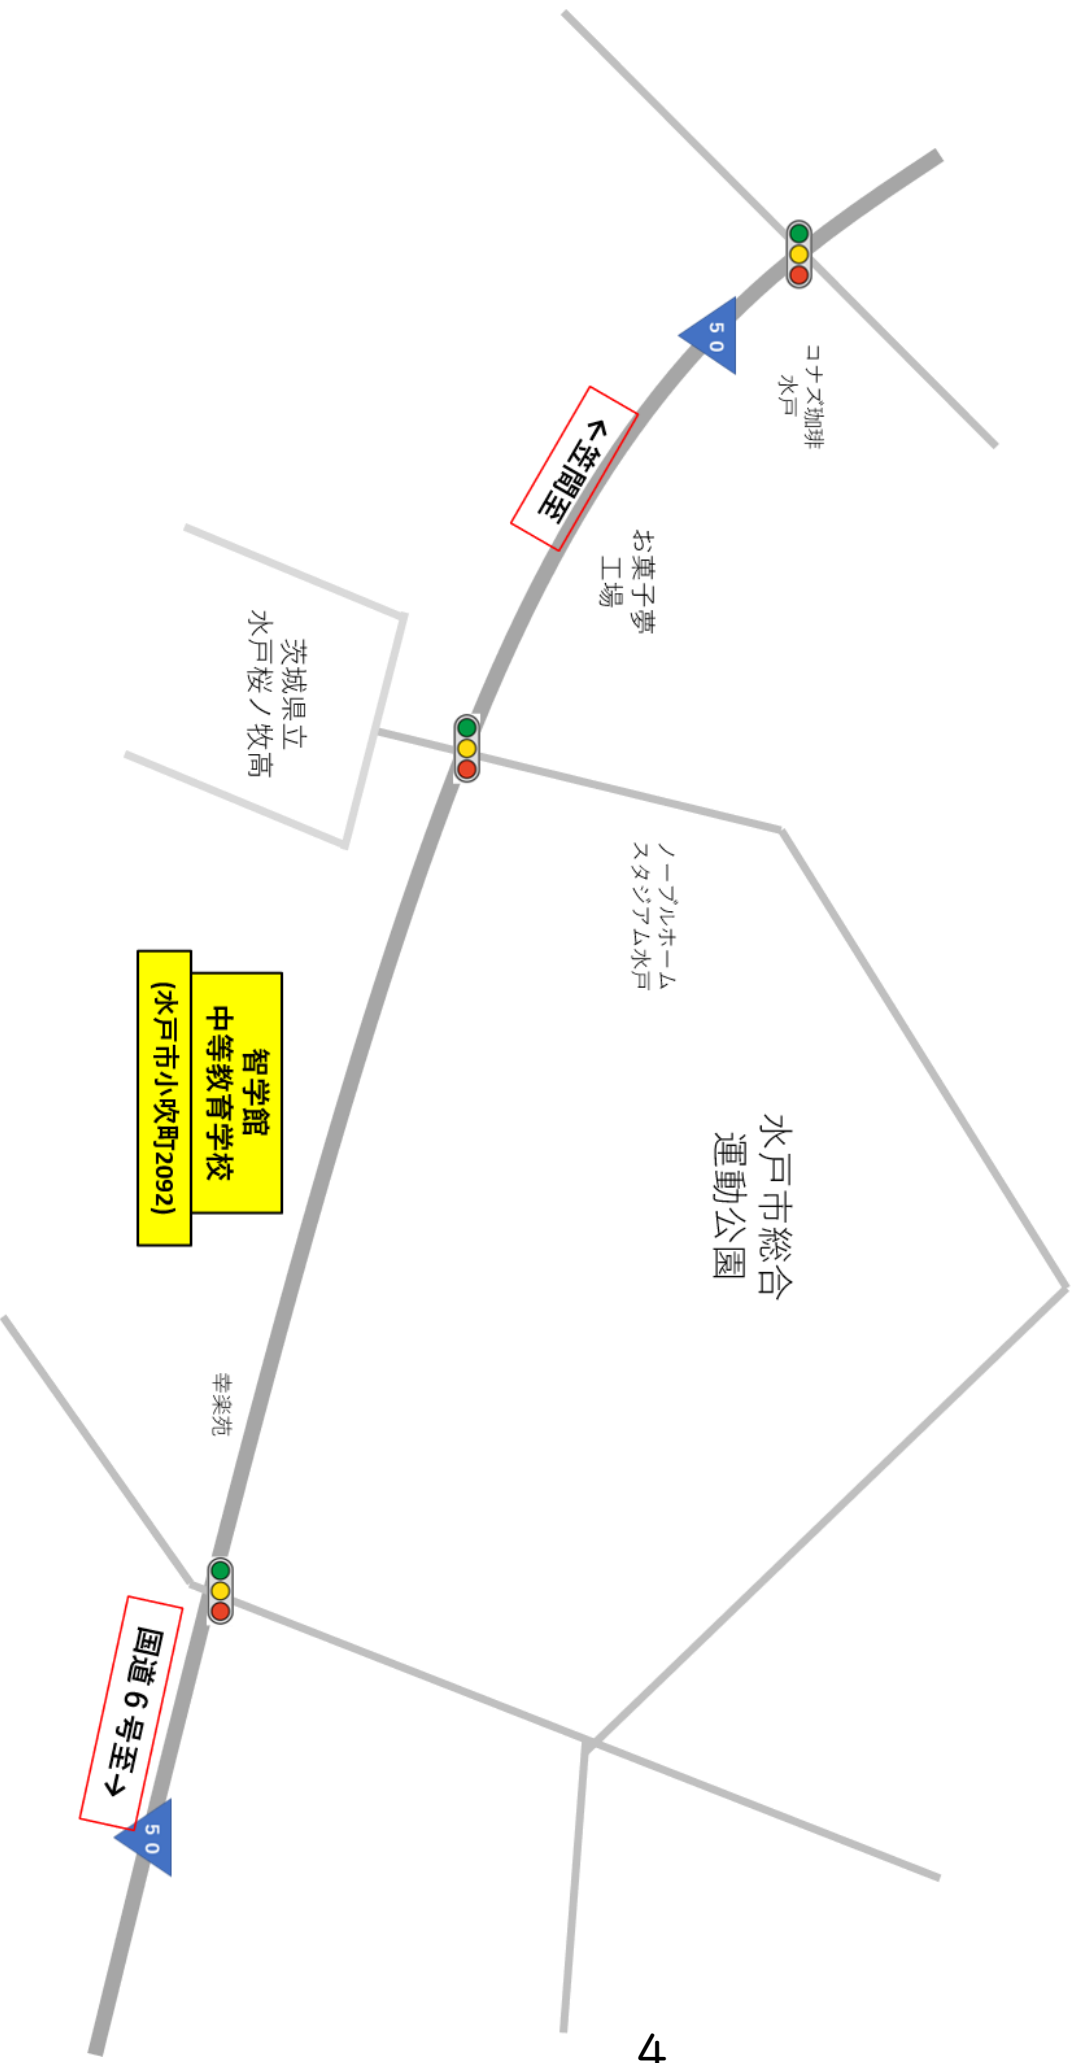 コナズ珈琲
水戸
50
←笠間至
お菓子夢
工場
茨城県立
水戸桜ノ牧高
ノーブルホーム
スタジアム水戸
水戸市総合
運動公園
智学館
中等教育学校
(水戸市小吹町2092)
幸楽苑
国道6号至→
50
4